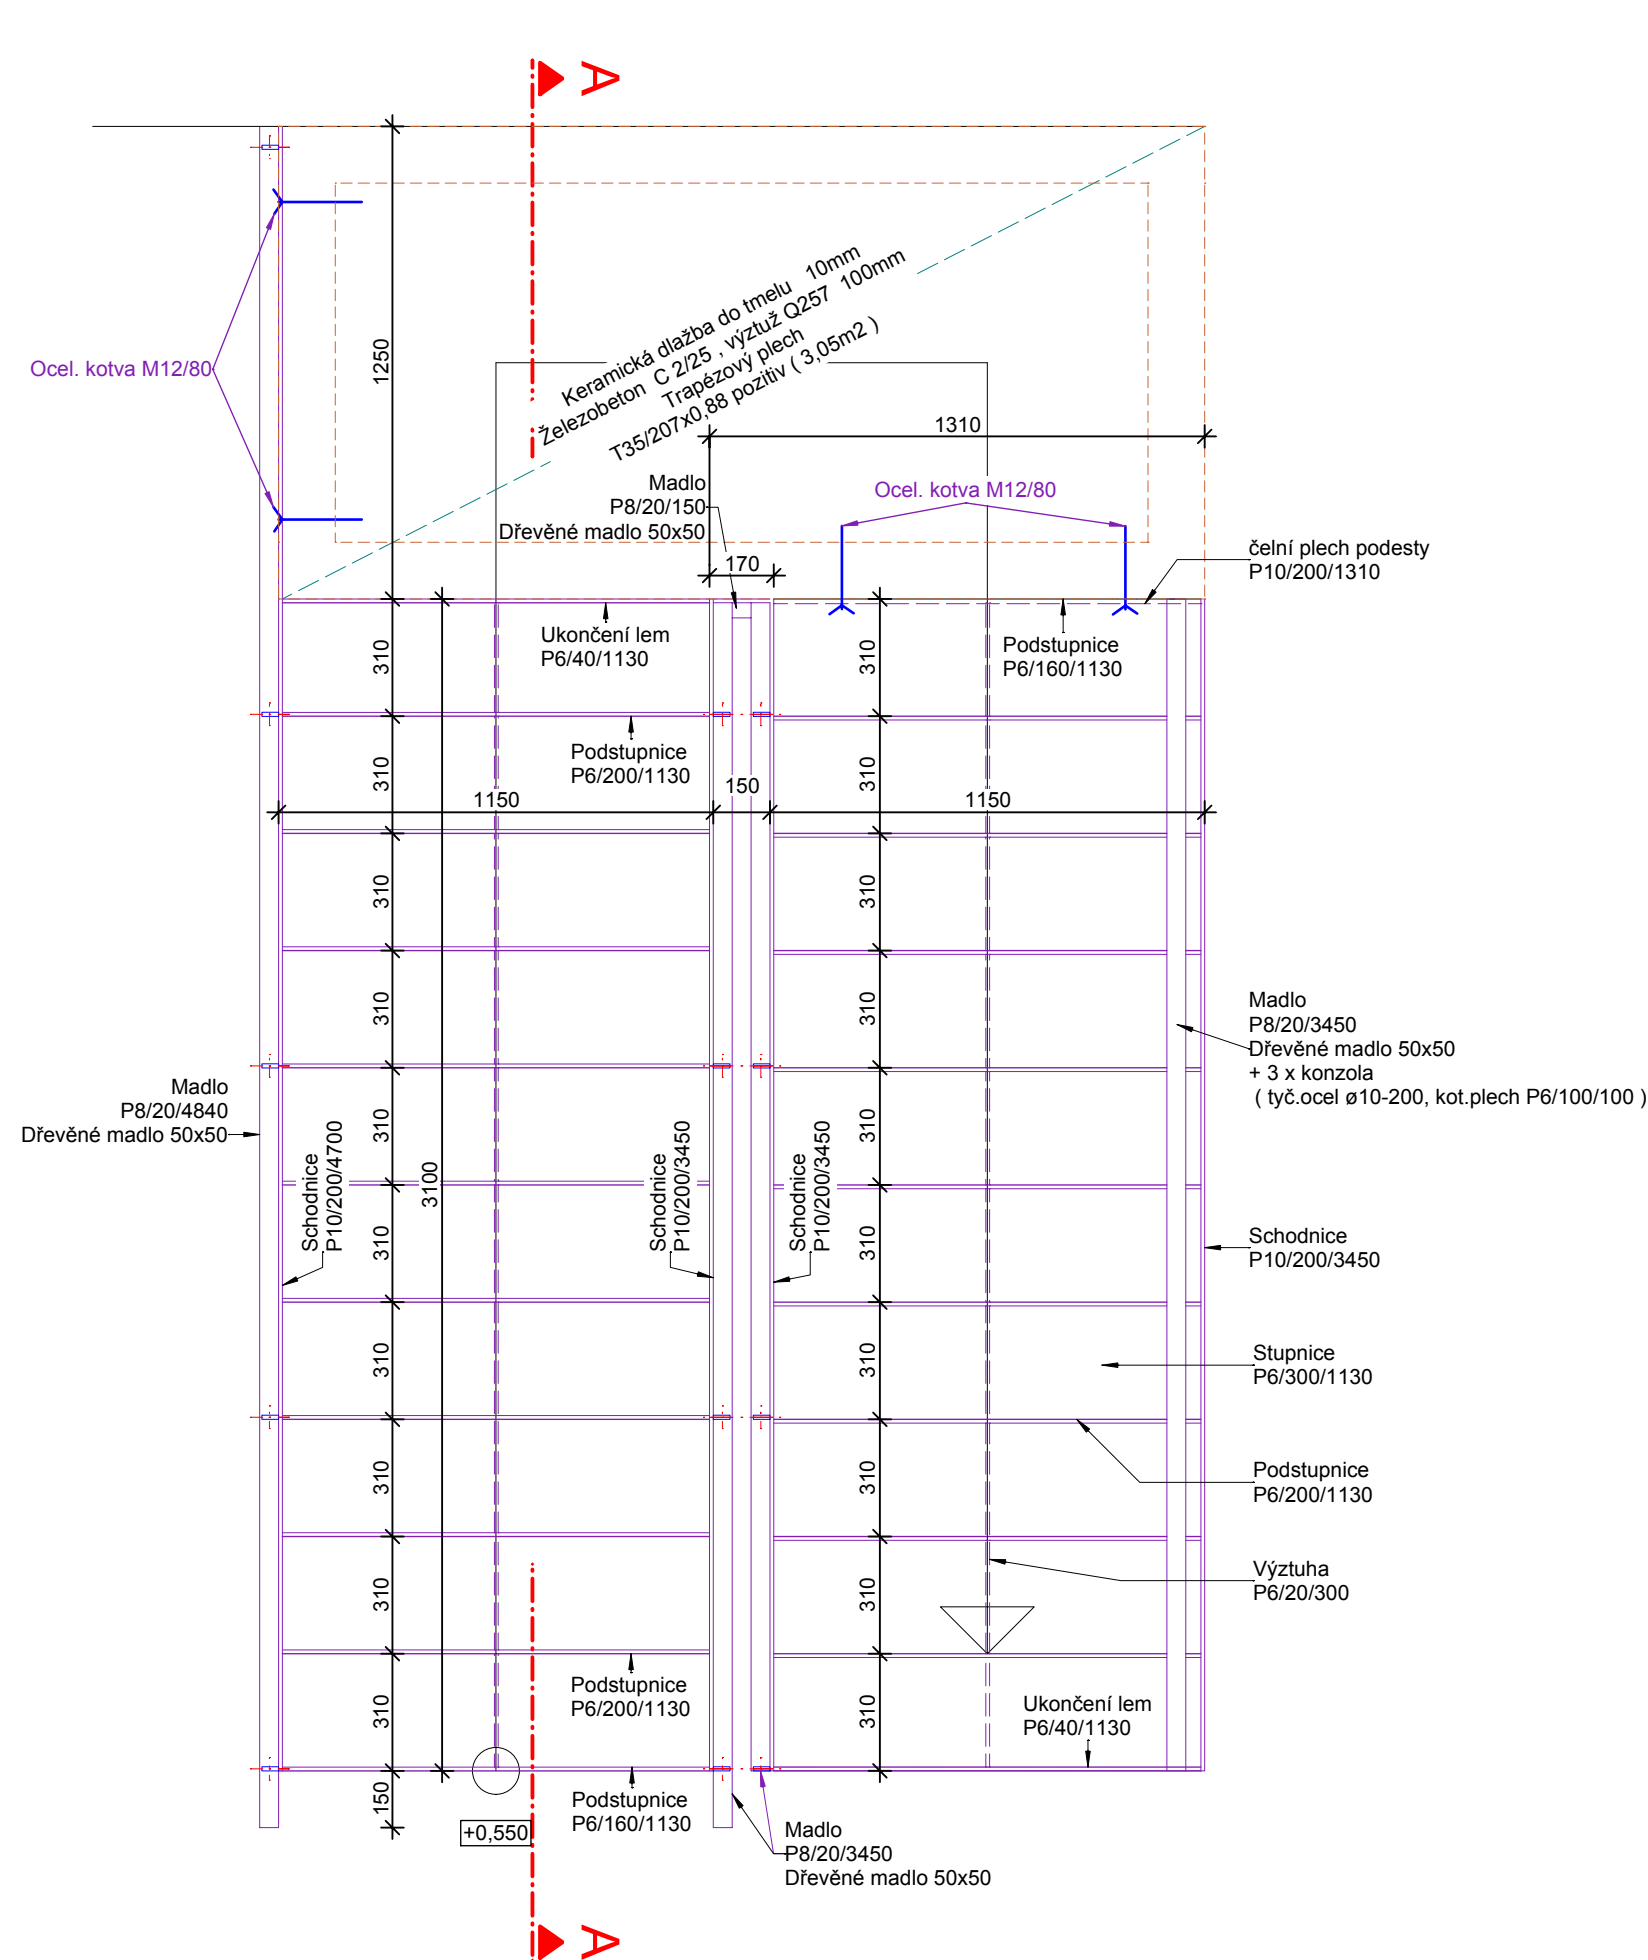 A
Keramická dlažba do tmelu 10mm
Železobeton C 2/25 , výztuž Q257 100mm
Trapézový plech
T35/207x0,88 pozitiv ( 3,05m2 )
Ocel. kotva M12/80
1250
1310
Madlo
P8/20/150
Dřevěné madlo 50x50
Ocel. kotva M12/80
170
čelní plech podesty
P10/200/1310
Ukončení lem
P6/40/1130
Podstupnice
P6/160/1130
310
310
Podstupnice
P6/200/1130
310
310
1150
150
1150
310
310
310
310
Madlo
P8/20/3450
Dřevěné madlo 50x50
+ 3 x konzola
( tyč.ocel ø10-200, kot.plech P6/100/100 )
Madlo
P8/20/4840
Dřevěné madlo 50x50
310
310
3100
Schodnice
P10/200/4700
Schodnice
P10/200/3450
Schodnice
P10/200/3450
Schodnice
P10/200/3450
310
310
310
310
Stupnice
P6/300/1130
310
310
Podstupnice
P6/200/1130
310
310
Výztuha
P6/20/300
Podstupnice
P6/200/1130
310
310
Ukončení lem
P6/40/1130
150
Podstupnice
P6/160/1130
+0,550
Madlo
P8/20/3450
Dřevěné madlo 50x50
A